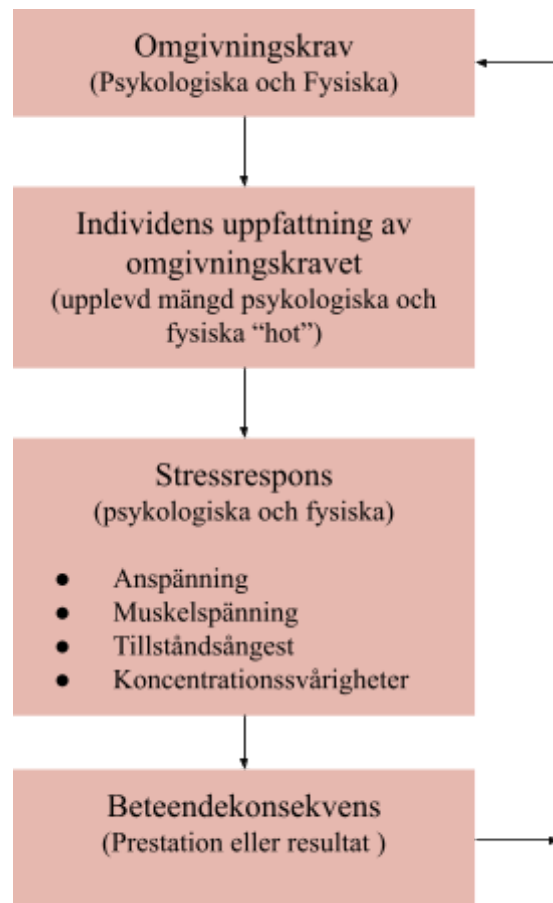 Omgivningskrav
(Psykologiska och Fysiska)
Individens uppfattning av
omgivningskravet
(upplevd mängd psykologiska och
fysiska “hot”)
Stressrespons
(psykologiska och fysiska)
● Anspänning
● Muskelspänning
● Tillståndsångest
● Koncentrationssvårigheter
Beteendekonsekvens
(Prestation eller resultat )